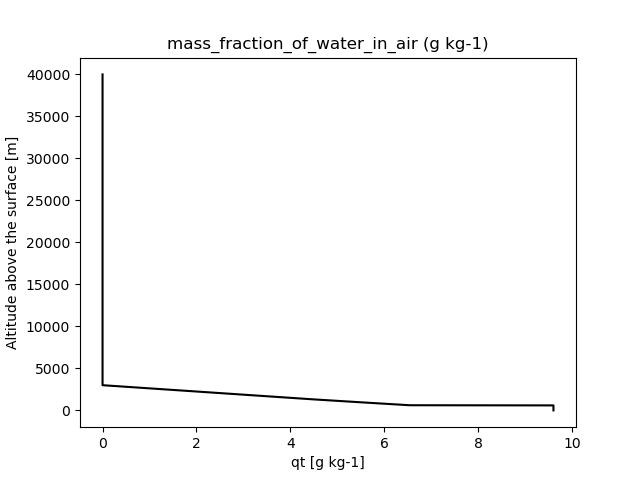 mass_fraction_of_water_in_air (g kg-1)
Altitude above the surface [m]
40000
35000
30000
25000
20000
15000
10000
5000
0
0 2 4 6 8 10
qt [g kg-1]